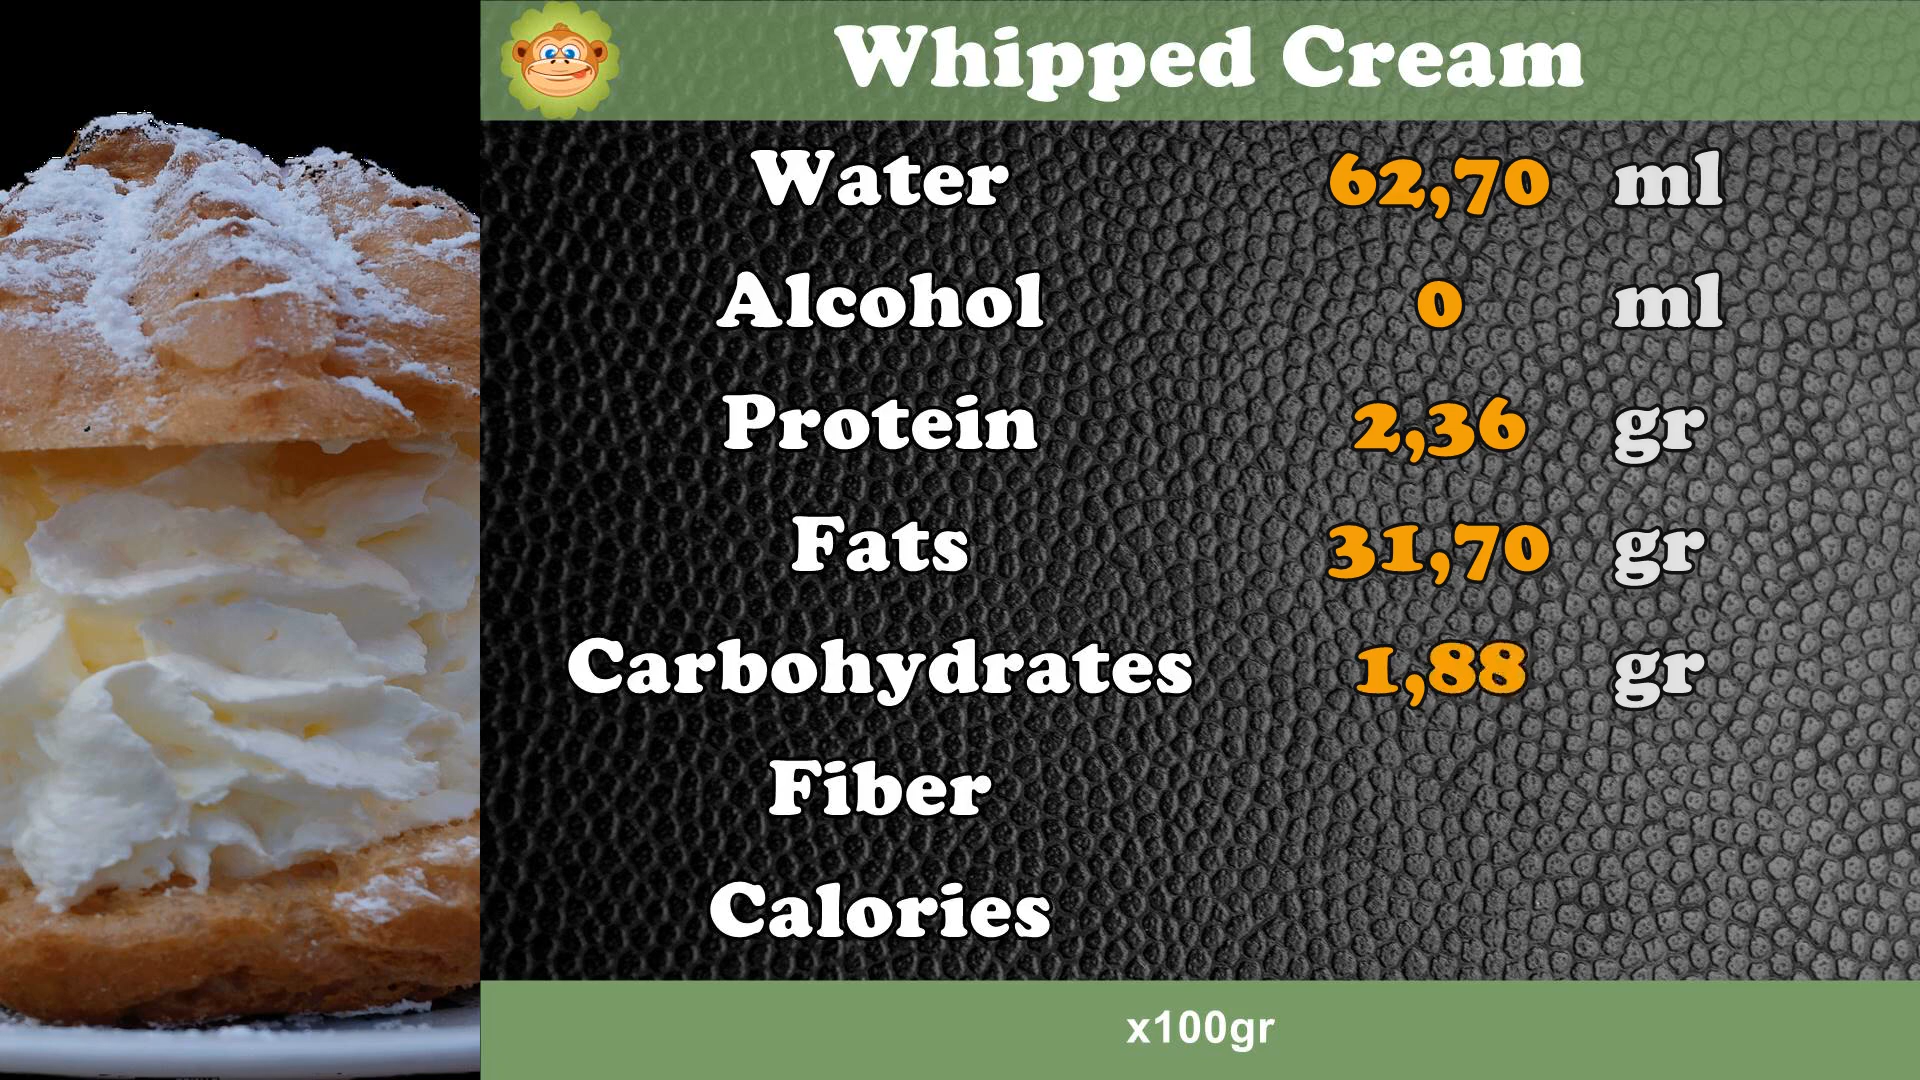 Whipped Cream
Water 62,70 ml
Alcohol 0 ml
Protein 2,36 gr
Fats 31,70 gr
Carbohydrates 1,88 gr
Fiber
Calories
x100gr